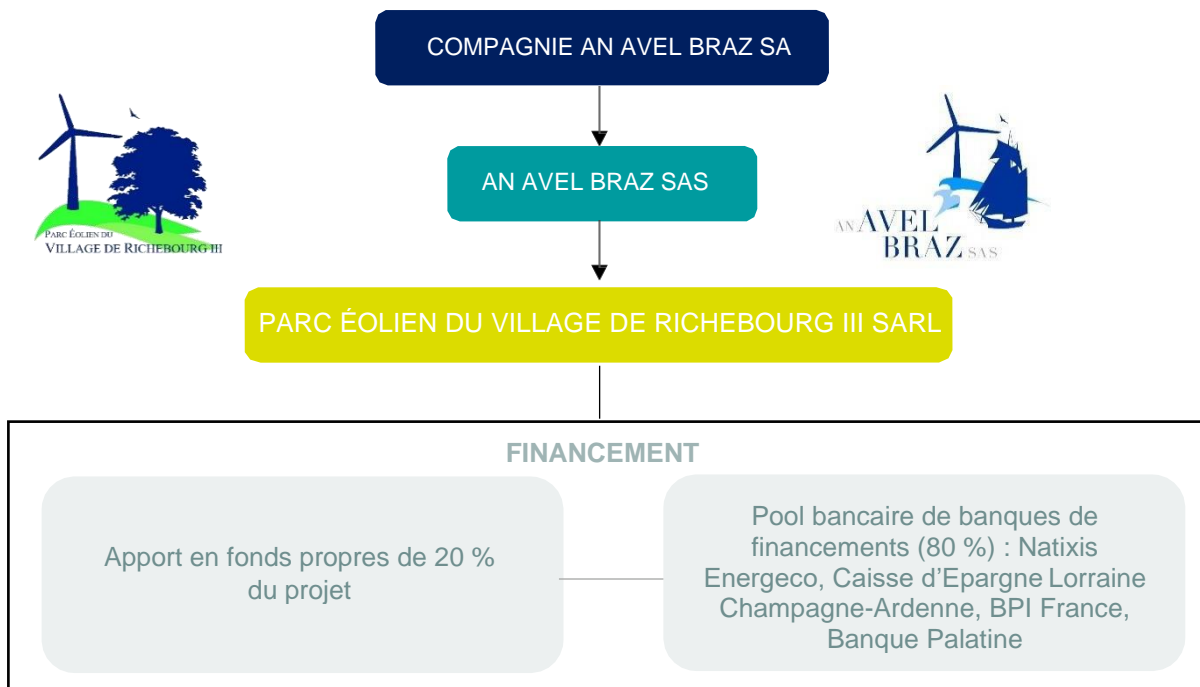 COMPAGNIE AN AVEL BRAZ SA
AN AVEL BRAZ SAS
PARC ÉOLIEN DU
VILLAGE DE RICHEBOURG III
AN AVEL
BRAZ SAS
PARC ÉOLIEN DU VILLAGE DE RICHEBOURG III SARL
FINANCEMENT
Apport en fonds propres de 20 %
du projet
Pool bancaire de banques de
financements (80 %) : Natixis
Energeco, Caisse d’Epargne Lorraine
Champagne-Ardenne, BPI France,
Banque Palatine